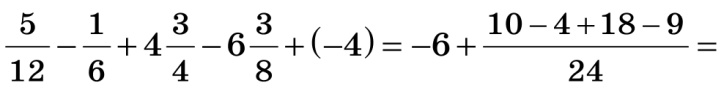 5/12 − 1/6 + 4 3/4 − 6 3/8 + (−4) = −6 + (10 − 4 + 18 − 9)/24 =